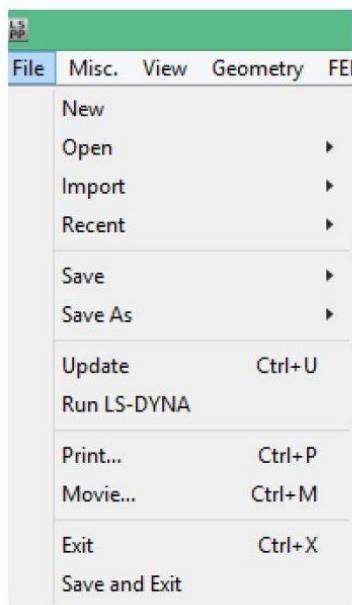 LS
PP
File Misc. View Geometry FE
New
Open
Import
Recent
Save
Save As
Update Ctrl+U
Run LS-DYNA
Print... Ctrl+P
Movie... Ctrl+M
Exit Ctrl+X
Save and Exit